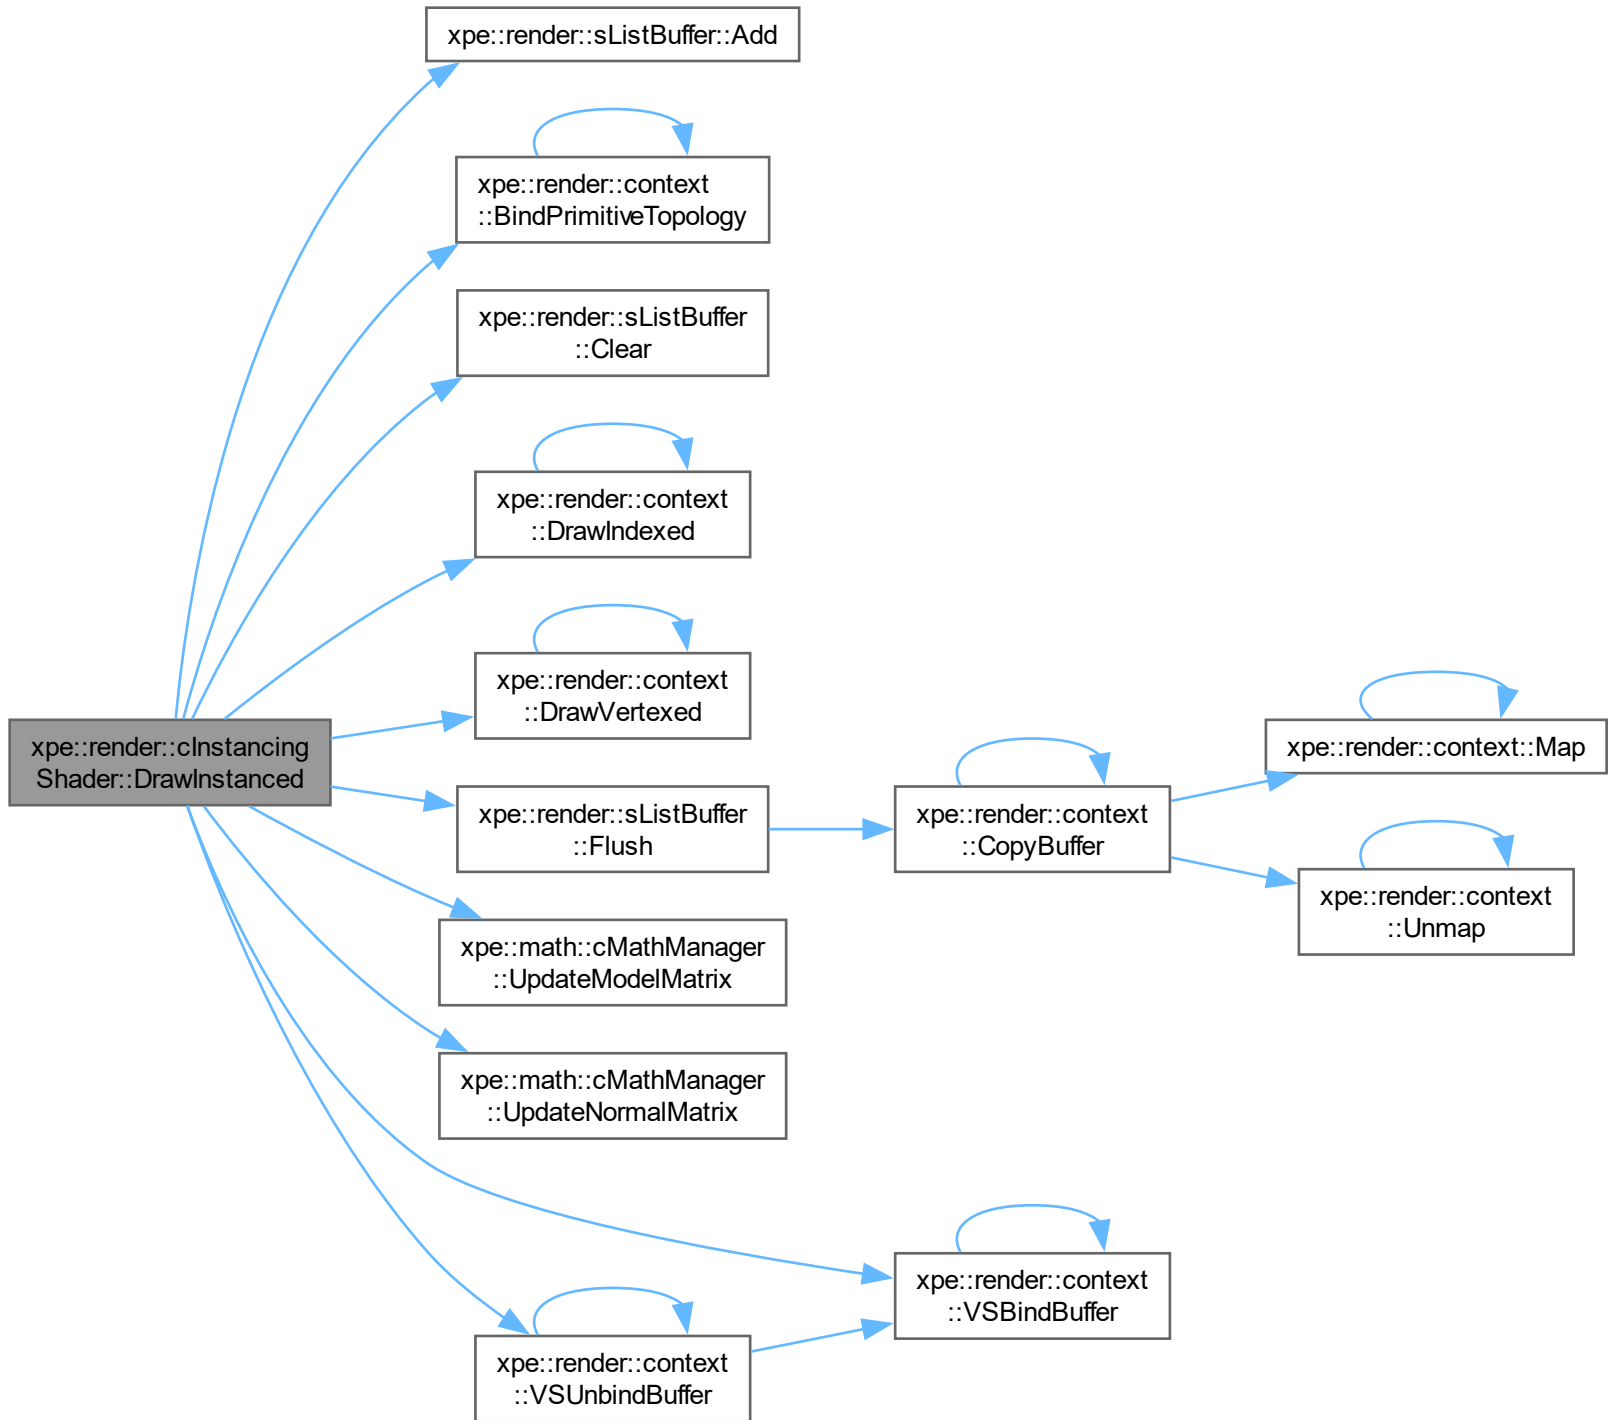 xpe::render::sListBuffer::Add
xpe::render::context
::BindPrimitiveTopology
xpe::render::sListBuffer
::Clear
xpe::render::context
::DrawIndexed
xpe::render::context
::DrawVertexed
xpe::render::cInstancing
Shader::DrawInstanced
xpe::render::sListBuffer
::Flush
xpe::render::context
::CopyBuffer
xpe::render::context::Map
xpe::render::context
::Unmap
xpe::math::cMathManager
::UpdateModelMatrix
xpe::math::cMathManager
::UpdateNormalMatrix
xpe::render::context
::VSBindBuffer
xpe::render::context
::VSUnbindBuffer